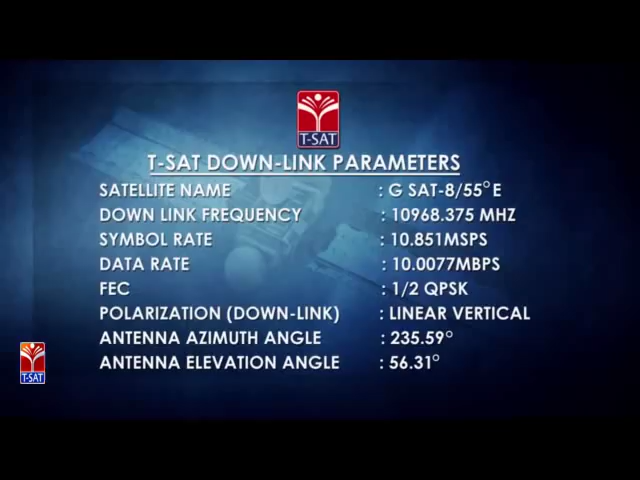 T-SAT
T-SAT DOWN-LINK PARAMETERS
SATELLITE NAME : G SAT-8/55°E
DOWN LINK FREQUENCY : 10968.375 MHZ
SYMBOL RATE : 10.851MSPS
DATA RATE : 10.0077MBPS
FEC : 1/2 QPSK
POLARIZATION (DOWN-LINK) : LINEAR VERTICAL
ANTENNA AZIMUTH ANGLE : 235.59°
ANTENNA ELEVATION ANGLE : 56.31°
T-SAT